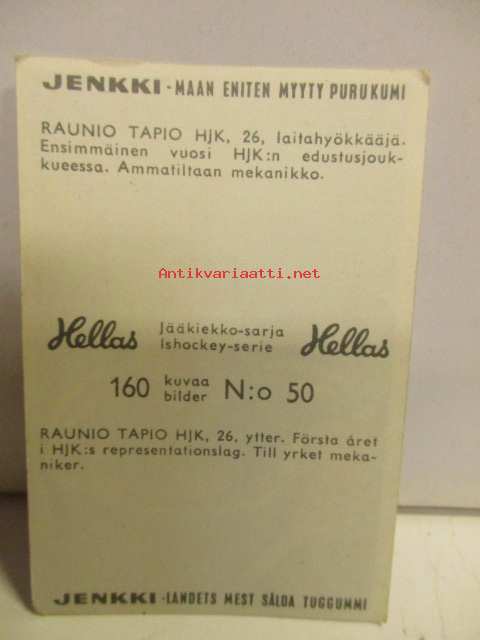 JENKKI - MAAN ENITEN MYYTY PURUKUMI
RAUNIO TAPIO HJK, 26, laitahyökkääjä.
Ensimmäinen vuosi HJK:n edustusjouk-
kueessa. Ammatiltaan mekanikko.
Antikvariaatti.net
Hellas Jääkiekko-sarja Hellas
Ishockey-serie
160 kuvaa N:o 50
bilder
RAUNIO TAPIO HJK, 26, ytter. Första året
i HJK:s representationslag. Till yrket meka-
niker.
JENKKI - LANDETS MEST SÅLDA TUGGUMMI